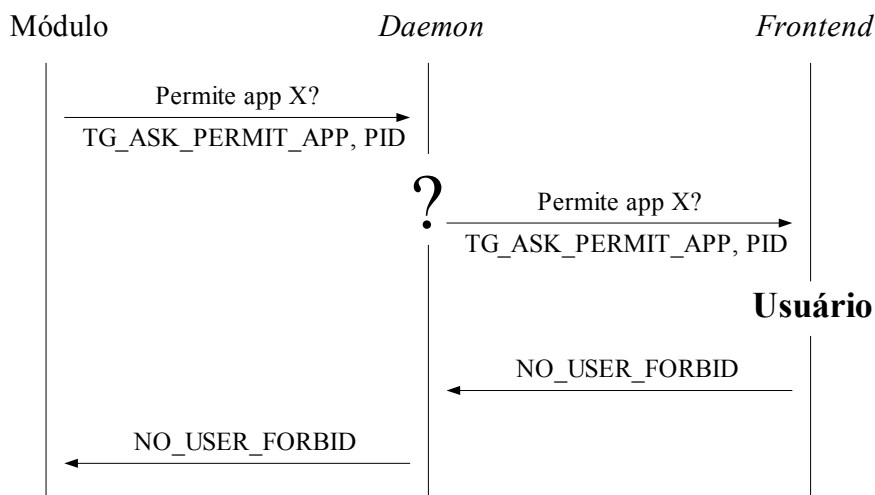 Módulo Daemon Frontend
Permite app X?
TG_ASK_PERMIT_APP, PID
?
Permite app X?
TG_ASK_PERMIT_APP, PID
Usuário
NO_USER_FORBID
NO_USER_FORBID